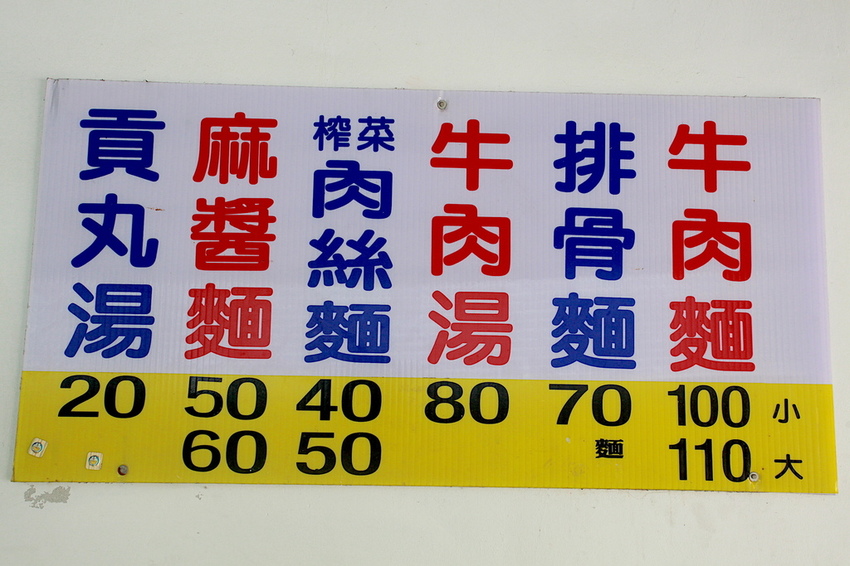 牛肉麵
排骨麵
牛肉湯
榨菜
肉絲麵
麻醬麵
貢丸湯
20 50 40 80 70 100 小
60 50 麵 110 大